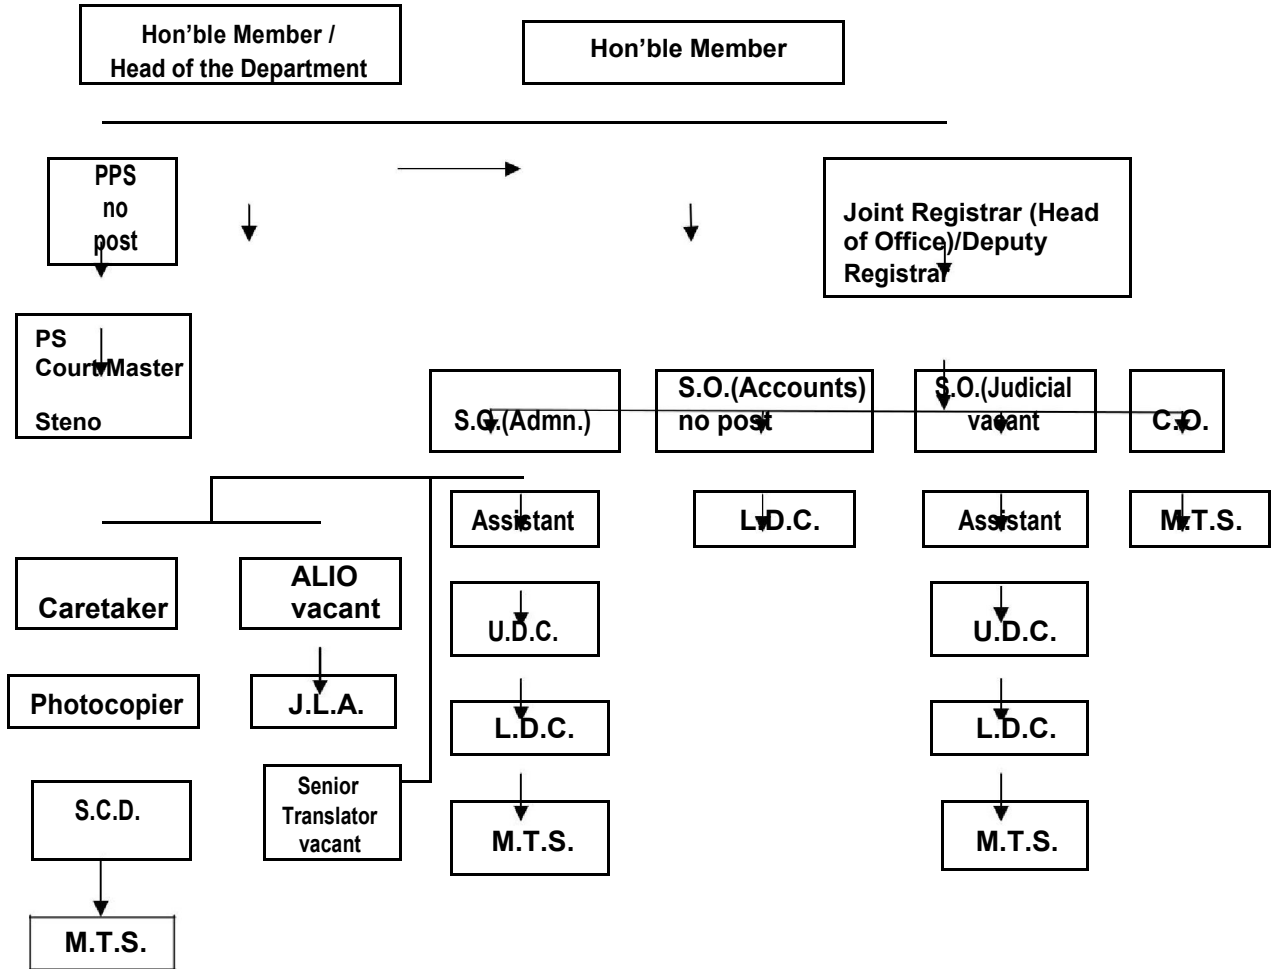 Hon’ble Member /
Head of the Department
Hon’ble Member
PPS
no
post
Joint Registrar (Head
of Office)/Deputy
Registrar
PS
Court Master
Steno
S.O.(Admn.)
S.O.(Accounts)
no post
S.O.(Judicial
vacant
C.O.
Assistant
L.D.C.
Assistant
M.T.S.
Caretaker
ALIO
vacant
U.D.C.
U.D.C.
Photocopier
J.L.A.
L.D.C.
L.D.C.
S.C.D.
Senior
Translator
vacant
M.T.S.
M.T.S.
M.T.S.